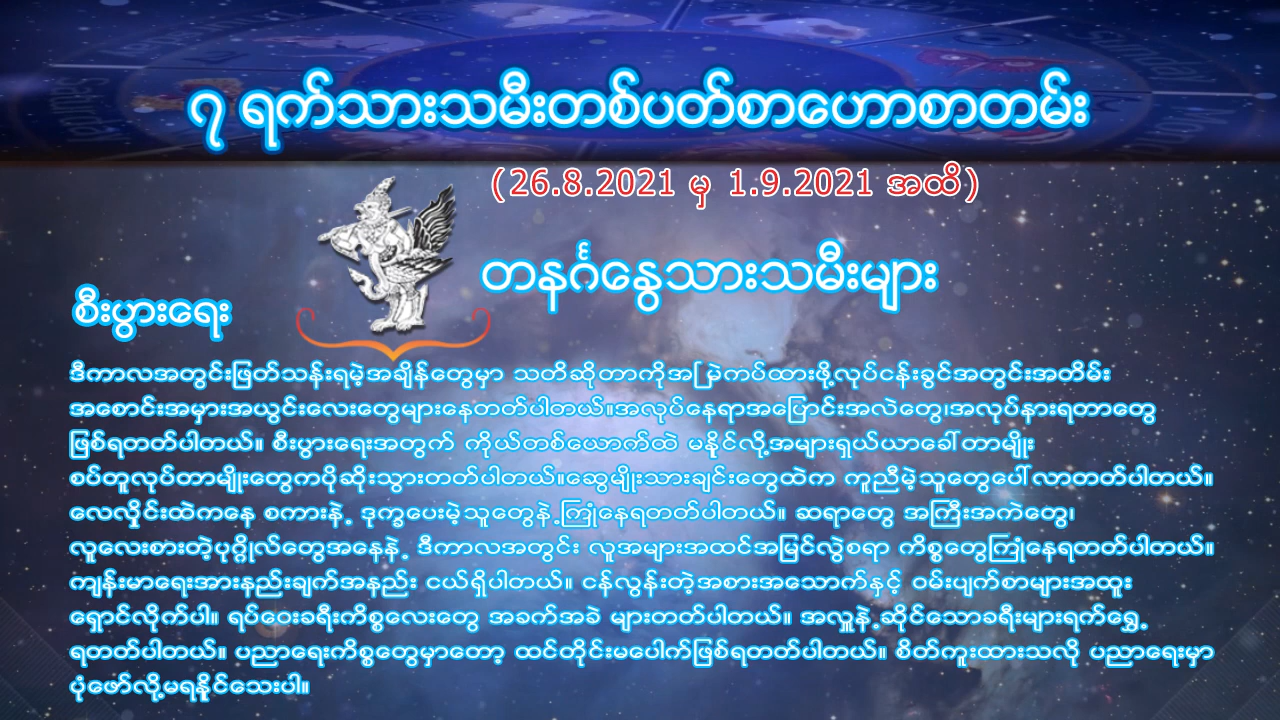 ၇ ရက်သားသမီးတစ်ပတ်စာဟောစာတမ်း
(26.8.2021 မှ 1.9.2021 အထိ)
တနင်္ဂနွေသားသမီးများ
စီးပွားရေး
ဒီကာလအတွင်းဖြတ်သန်းရမဲ့အချိန်တွေမှာ သတိဆိုတာကိုအမြဲကပ်ထားဖို့လုပ်ငန်းခွင်အတွင်းအတိမ်း
အစောင်းအမှားအယွင်းလေးတွေများနေတတ်ပါတယ်။အလုပ်နေရာအပြောင်းအလဲတွေ၊အလုပ်နားရတာတွေ
ဖြစ်ရတတ်ပါတယ်။ စီးပွားရေးအတွက် ကိုယ်တစ်ယောက်ထဲ မနိုင်လို့အများရှယ်ယာခေါ်တာမျိုး
စပ်တူလုပ်တာမျိုးတွေကပိုဆိုးသွားတတ်ပါတယ်။ဆွေမျိုးသားချင်းတွေထဲက ကူညီမဲ့သူတွေပေါ်လာတတ်ပါတယ်။
လေလှိုင်းထဲကနေ စကားနဲ့ ဒုက္ခပေးမဲ့သူတွေနဲ့ကြုံနေရတတ်ပါတယ်။ ဆရာတွေ အကြီးအကဲတွေ၊
လူလေးစားတဲ့ပုဂ္ဂိုလ်တွေအနေနဲ့ ဒီကာလအတွင်း လူအများအထင်အမြင်လွဲစရာ ကိစ္စတွေကြုံနေရတတ်ပါတယ်။
ကျန်းမာရေးအားနည်းချက်အနည်း ငယ်ရှိပါတယ်။ ငန်လွန်းတဲ့အစားအသောက်နှင့် ဝမ်းပျက်စာများအထူး
ရှောင်လိုက်ပါ။ ရပ်ဝေးခရီးကိစ္စလေးတွေ အခက်အခဲ များတတ်ပါတယ်။ အလှူနဲ့ဆိုင်သောခရီးများရက်ရွှေ့
ရတတ်ပါတယ်။ ပညာရေးကိစ္စတွေမှာတော့ ထင်တိုင်းမပေါက်ဖြစ်ရတတ်ပါတယ်။ စိတ်ကူးထားသလို ပညာရေးမှာ
ပုံဖော်လို့မရနိုင်သေးပါ။